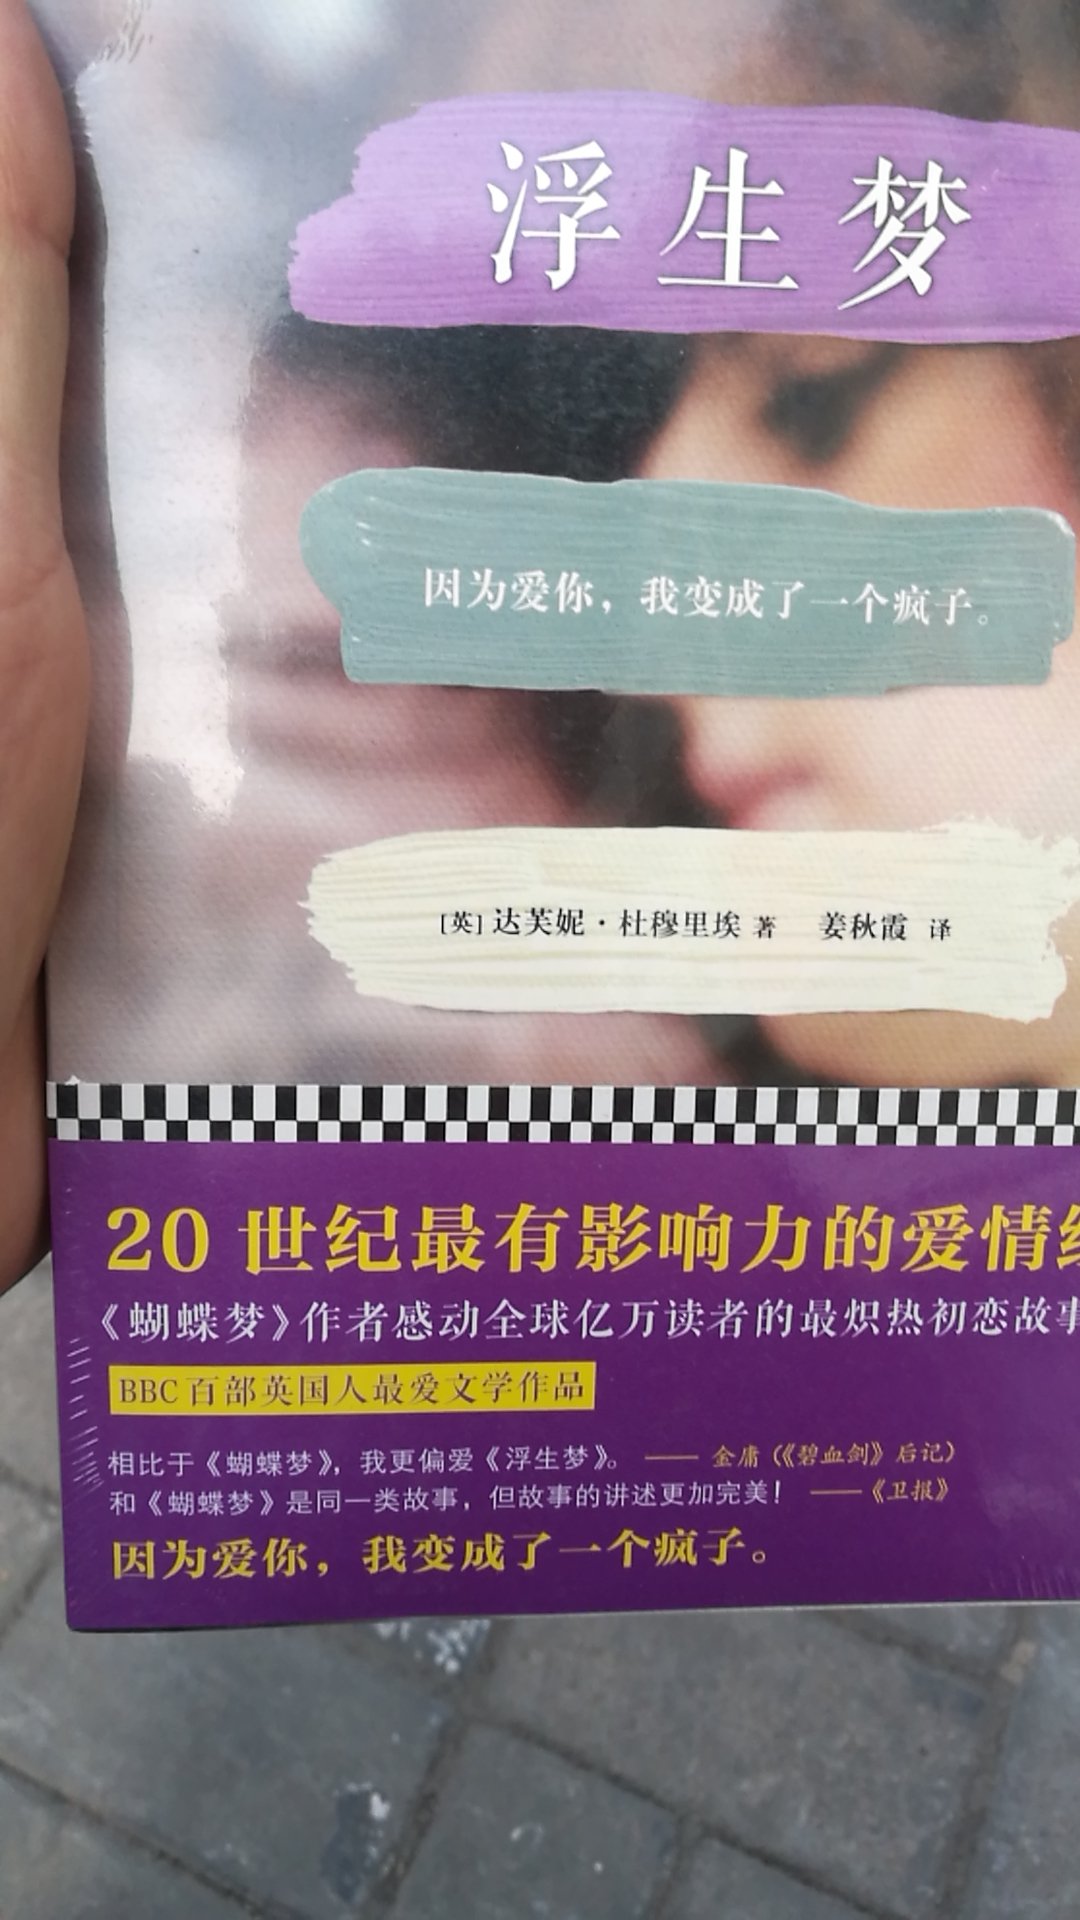 浮生梦
因为爱你，我变成了一个疯子。
[英] 达芙妮·杜穆里埃 著 姜秋霞 译
20 世纪最有影响力的爱情
《蝴蝶梦》作者感动全球亿万读者的最炽热初恋故事
BBC 百部英国人最爱文学作品
相比于《蝴蝶梦》，我更偏爱《浮生梦》。 —— 金庸（《碧血剑》后记）
和《蝴蝶梦》是同一类故事，但故事的讲述更加完美！ ——《卫报》
因为爱你，我变成了一个疯子。